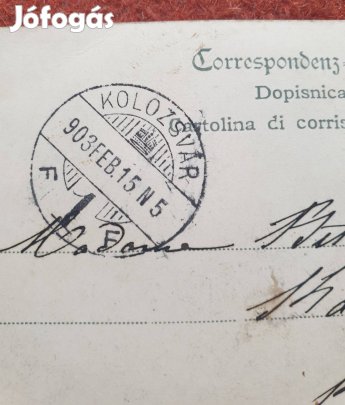 Jófogás
Correspondenz-
Dopisnica
Cartolina di corris
KOLOZSVÁR
903 FEB. 15 N 5
F F
Madame